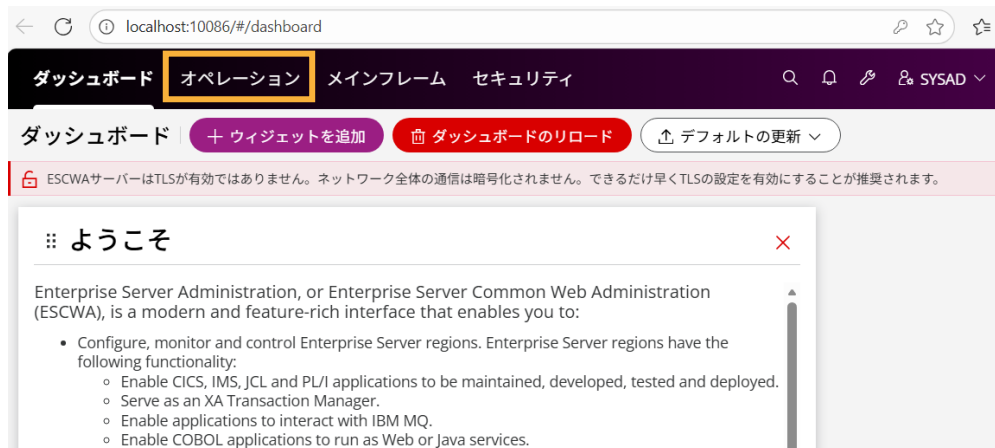 localhost:10086/#/dashboard
ダッシュボード オペレーション メインフレーム セキュリティ SYSAD
ダッシュボード ウィジェットを追加 ダッシュボードのリロード デフォルトの更新
ESCWAサーバーはTLSが有効ではありません。ネットワーク全体の通信は暗号化されません。できるだけ早くTLSの設定を有効にすることが推奨されます。
ようこそ
Enterprise Server Administration, or Enterprise Server Common Web Administration
(ESCWA), is a modern and feature-rich interface that enables you to:
• Configure, monitor and control Enterprise Server regions. Enterprise Server regions have the
following functionality:
◦ Enable CICS, IMS, JCL and PL/I applications to be maintained, developed, tested and deployed.
◦ Serve as an XA Transaction Manager.
◦ Enable applications to interact with IBM MQ.
◦ Enable COBOL applications to run as Web or Java services.